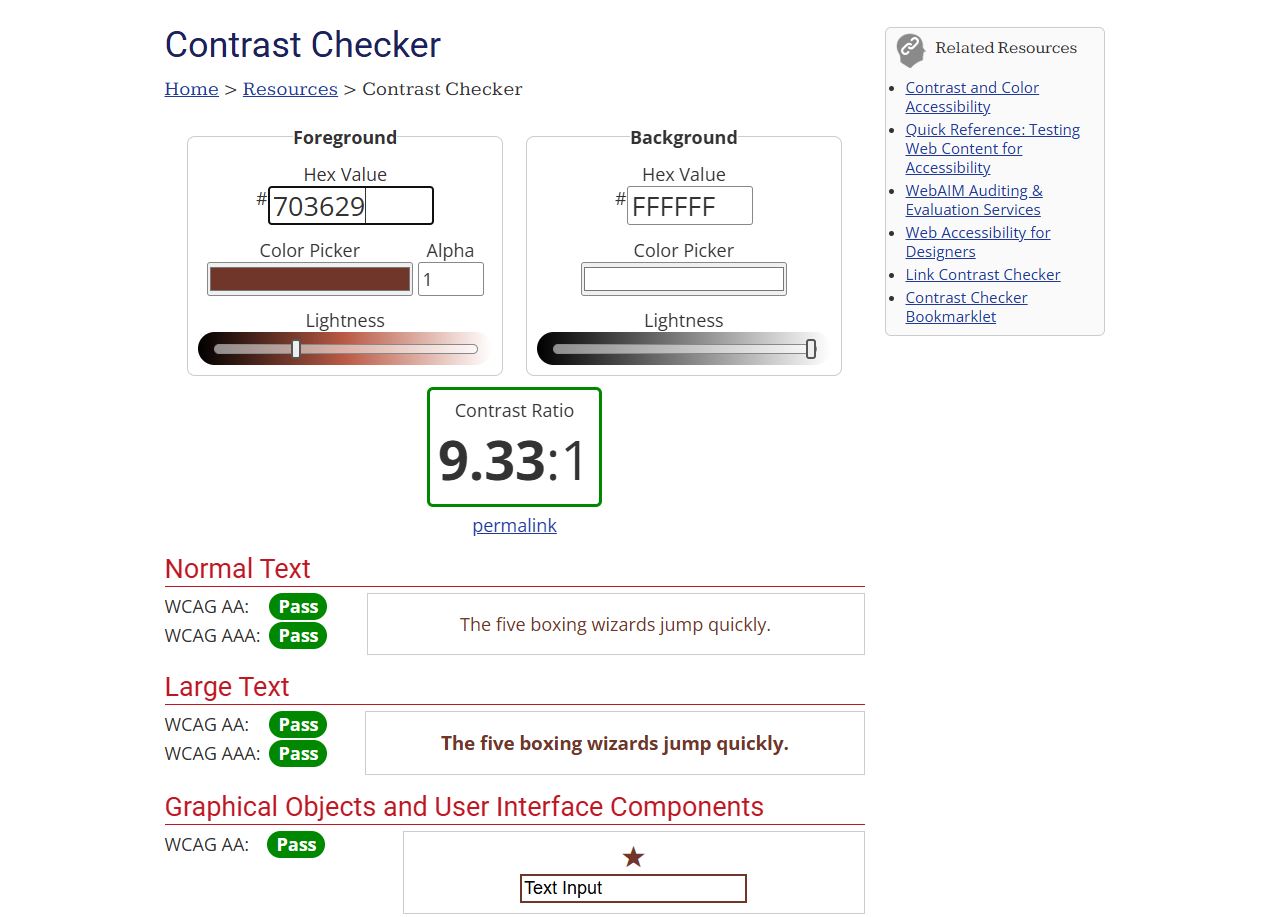 Contrast Checker
Home > Resources > Contrast Checker
Foreground
Hex Value
#703629
Color Picker
Alpha
1
Lightness
Background
Hex Value
#FFFFFF
Color Picker
Lightness
Contrast Ratio
9.33:1
permalink
Normal Text
WCAG AA: Pass
WCAG AAA: Pass
The five boxing wizards jump quickly.
Large Text
WCAG AA: Pass
WCAG AAA: Pass
The five boxing wizards jump quickly.
Graphical Objects and User Interface Components
WCAG AA: Pass
Text Input
Related Resources
Contrast and Color
Accessibility
Quick Reference: Testing
Web Content for
Accessibility
WebAIM Auditing &
Evaluation Services
Web Accessibility for
Designers
Link Contrast Checker
Contrast Checker
Bookmarklet